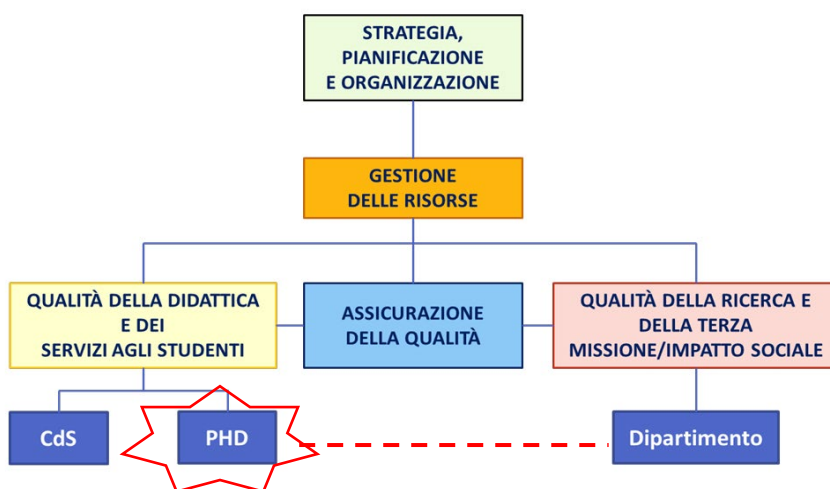 STRATEGIA,
PIANIFICAZIONE
E ORGANIZZAZIONE
GESTIONE
DELLE RISORSE
QUALITÀ DELLA DIDATTICA
E DEI
SERVIZI AGLI STUDENTI
ASSICURAZIONE
DELLA QUALITÀ
QUALITÀ DELLA RICERCA E
DELLA TERZA
MISSIONE/IMPATTO SOCIALE
CdS
PHD
Dipartimento